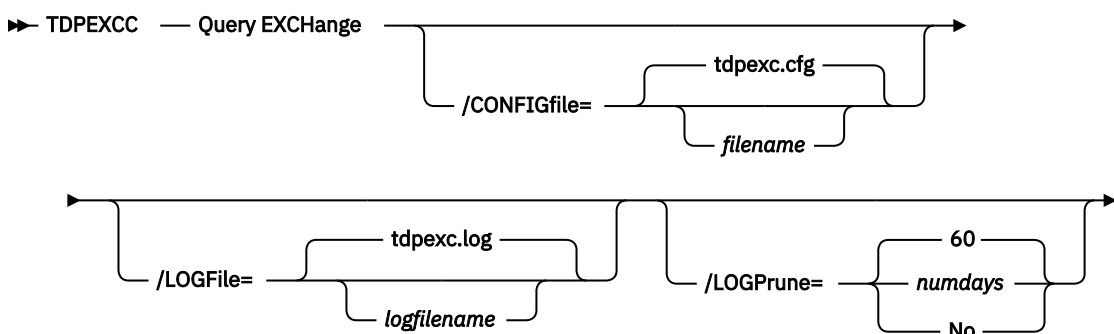 TDPEXCC Query EXCHange
tdpexc.cfg
/CONFIGfile=
filename
tdpexc.log
/LOGFile=
logfilename
60
/LOGPrune=
numdays
No